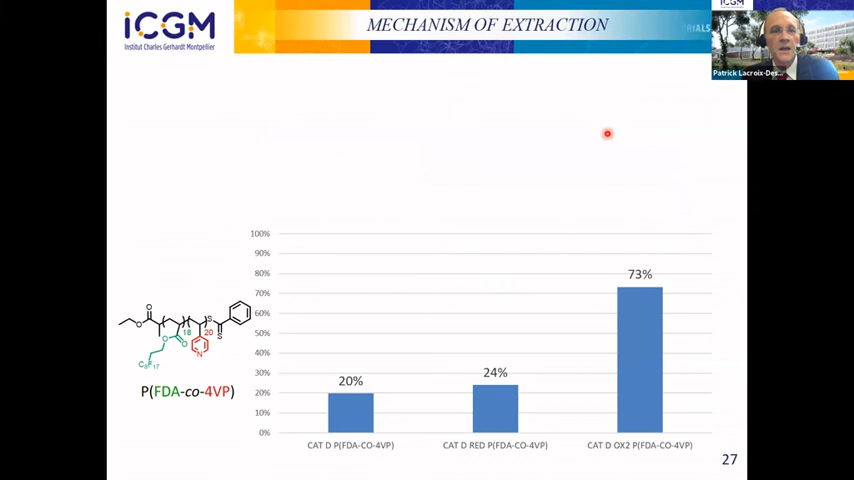 iCGM
Institut Charles Gerhardt Montpellier
MECHANISM OF EXTRACTION
RIALS
iCGM
Patrick Lacroix-Des...
100%
90%
80%
70%
60%
50%
40%
30%
20%
10%
0%
20%
24%
73%
CAT D P(FDA-CO-4VP)
CAT D RED P(FDA-CO-4VP)
CAT D OX2 P(FDA-CO-4VP)
O
O
18
20
S
S
O
O
N
C8F17
P(FDA-co-4VP)
27